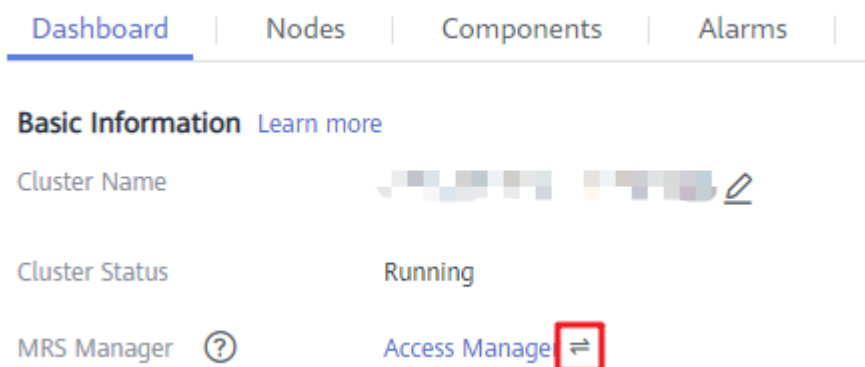 Dashboard Nodes Components Alarms
Basic Information Learn more
Cluster Name
Cluster Status Running
MRS Manager ? Access Manager ⇌